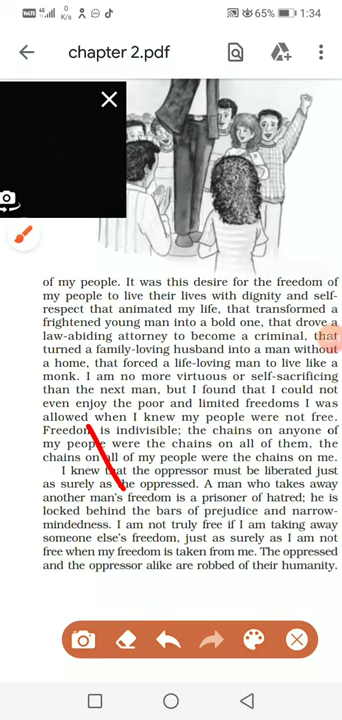 VoLTE 4G 0 K/s 65% 1:34
chapter 2.pdf
of my people. It was this desire for the freedom of
my people to live their lives with dignity and self-
respect that animated my life, that transformed a
frightened young man into a bold one, that drove a
law-abiding attorney to become a criminal, that
turned a family-loving husband into a man without
a home, that forced a life-loving man to live like a
monk. I am no more virtuous or self-sacrificing
than the next man, but I found that I could not
even enjoy the poor and limited freedoms I was
allowed when I knew my people were not free.
Freedom is indivisible; the chains on anyone of
my people were the chains on all of them, the
chains on all of my people were the chains on me.
I knew that the oppressor must be liberated just
as surely as the oppressed. A man who takes away
another man's freedom is a prisoner of hatred; he is
locked behind the bars of prejudice and narrow-
mindedness. I am not truly free if I am taking away
someone else's freedom, just as surely as I am not
free when my freedom is taken from me. The oppressed
and the oppressor alike are robbed of their humanity.